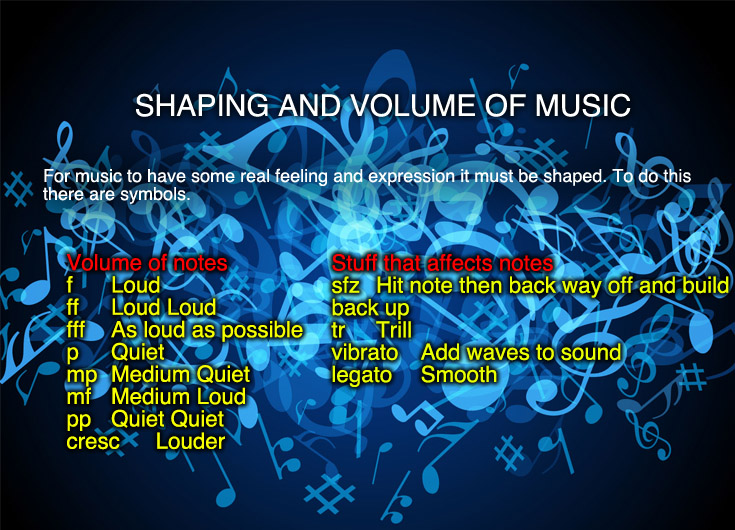 SHAPING AND VOLUME OF MUSIC
For music to have some real feeling and expression it must be shaped. To do this
there are symbols.
Volume of notes
f Loud
ff Loud Loud
fff As loud as possible
p Quiet
mp Medium Quiet
mf Medium Loud
pp Quiet Quiet
cresc Louder
Stuff that affects notes
sfz Hit note then back way off and build
back up
tr Trill
vibrato Add waves to sound
legato Smooth